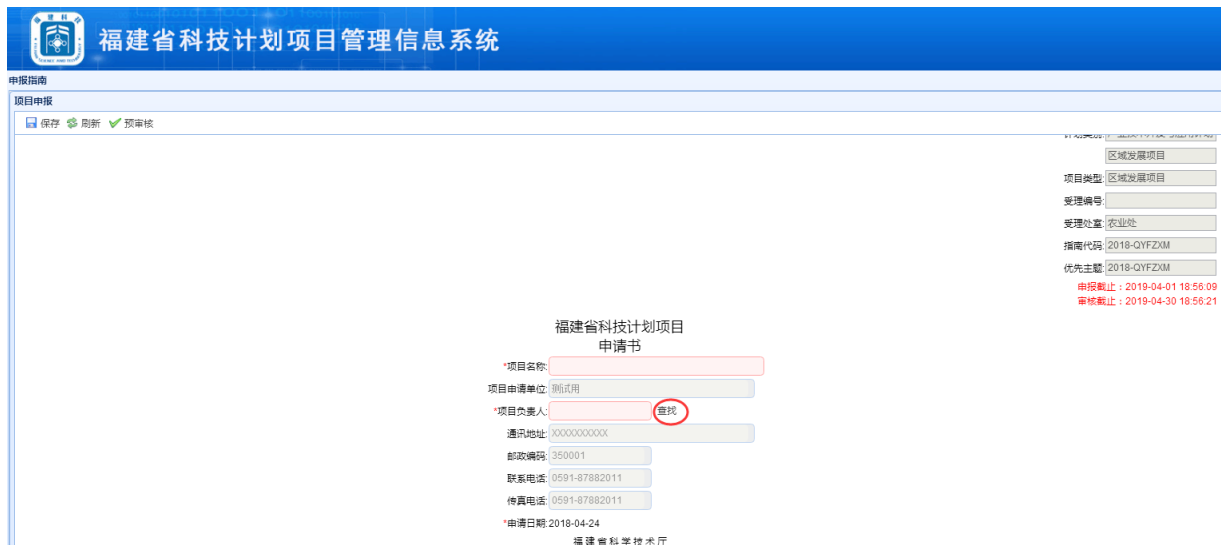 福建省科技计划项目管理信息系统
申报指南
项目申报
保存 刷新 预审核
区域发展项目
项目类型: 区域发展项目
受理编号:
受理处室: 农业处
指南代码: 2018-QYFZXM
优先主题: 2018-QYFZXM
申报截止：2019-04-01 18:56:09
审核截止：2019-04-30 18:56:21
福建省科技计划项目
申请书
*项目名称:
项目申请单位: 测试用
*项目负责人: 查找
通讯地址: XXXXXXXXXX
邮政编码: 350001
联系电话: 0591-87882011
传真电话: 0591-87882011
*申请日期: 2018-04-24
福建省科学技术厅